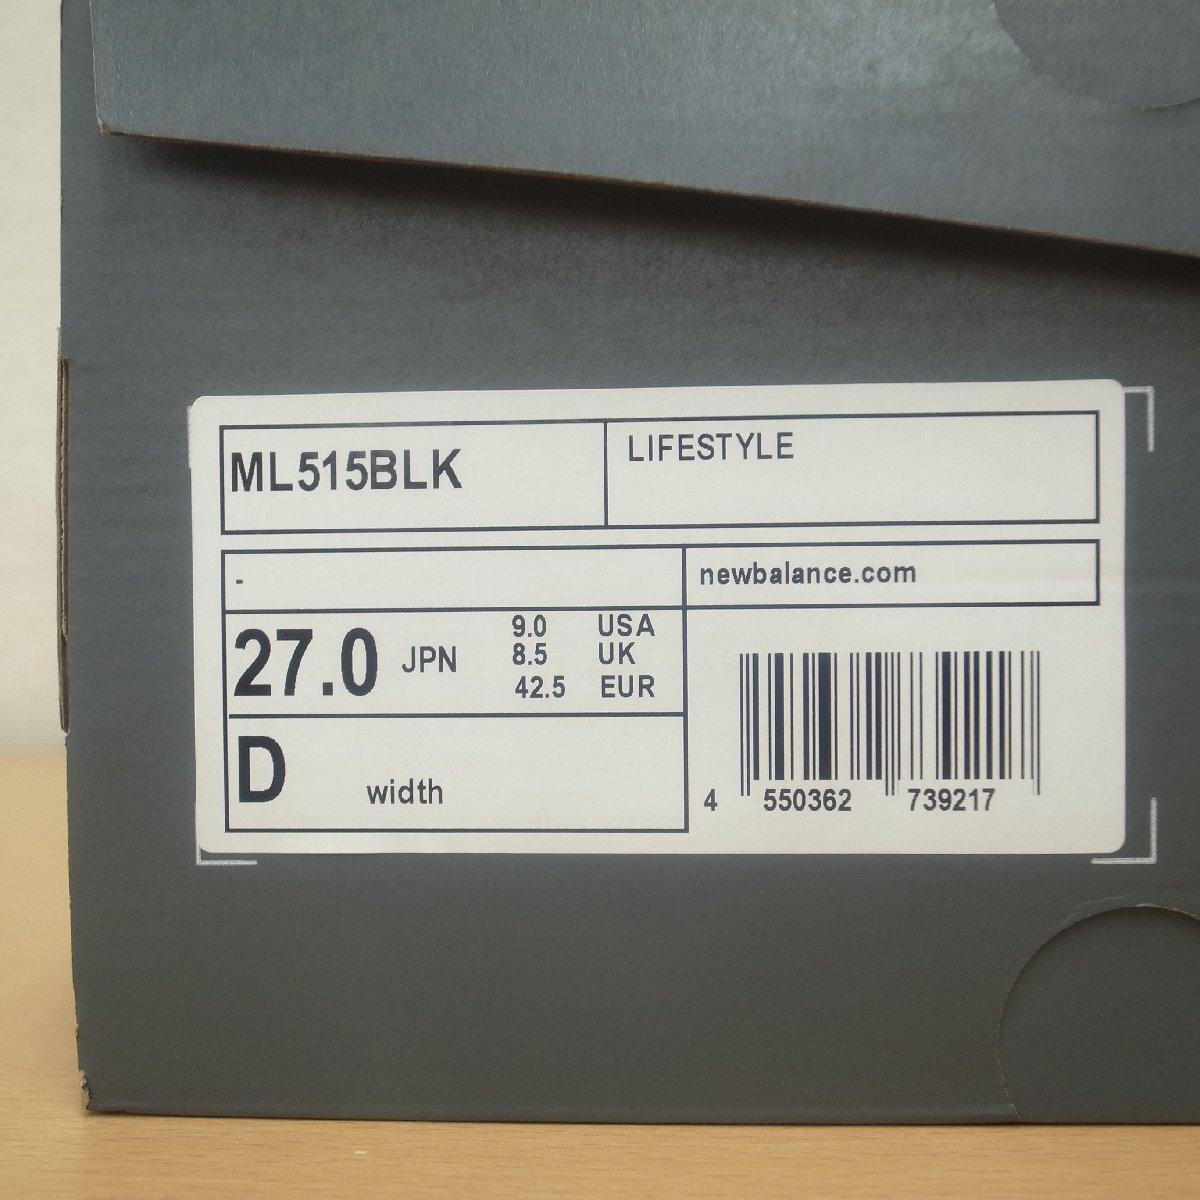 ML515BLK
LIFESTYLE
-
newbalance.com
27.0 JPN
9.0 USA
8.5 UK
42.5 EUR
D width
4 550362 739217